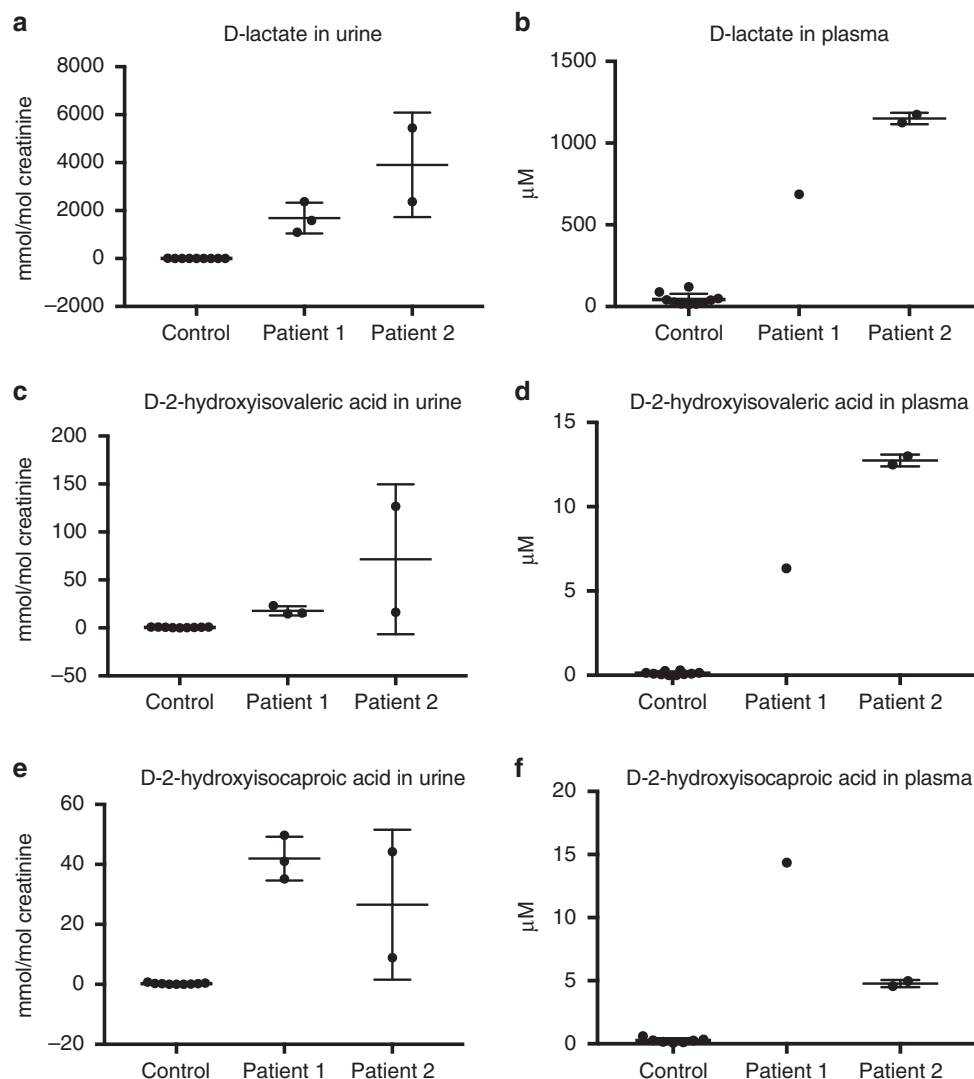 a
D-lactate in urine
mmol/mol creatinine
8000
6000
4000
2000
0
–2000
Control Patient 1 Patient 2
b
D-lactate in plasma
μM
1500
1000
500
0
Control Patient 1 Patient 2
c
D-2-hydroxyisovaleric acid in urine
mmol/mol creatinine
200
150
100
50
0
–50
Control Patient 1 Patient 2
d
D-2-hydroxyisovaleric acid in plasma
μM
15
10
5
0
Control Patient 1 Patient 2
e
D-2-hydroxyisocaproic acid in urine
mmol/mol creatinine
60
40
20
0
–20
Control Patient 1 Patient 2
f
D-2-hydroxyisocaproic acid in plasma
μM
20
15
10
5
0
Control Patient 1 Patient 2